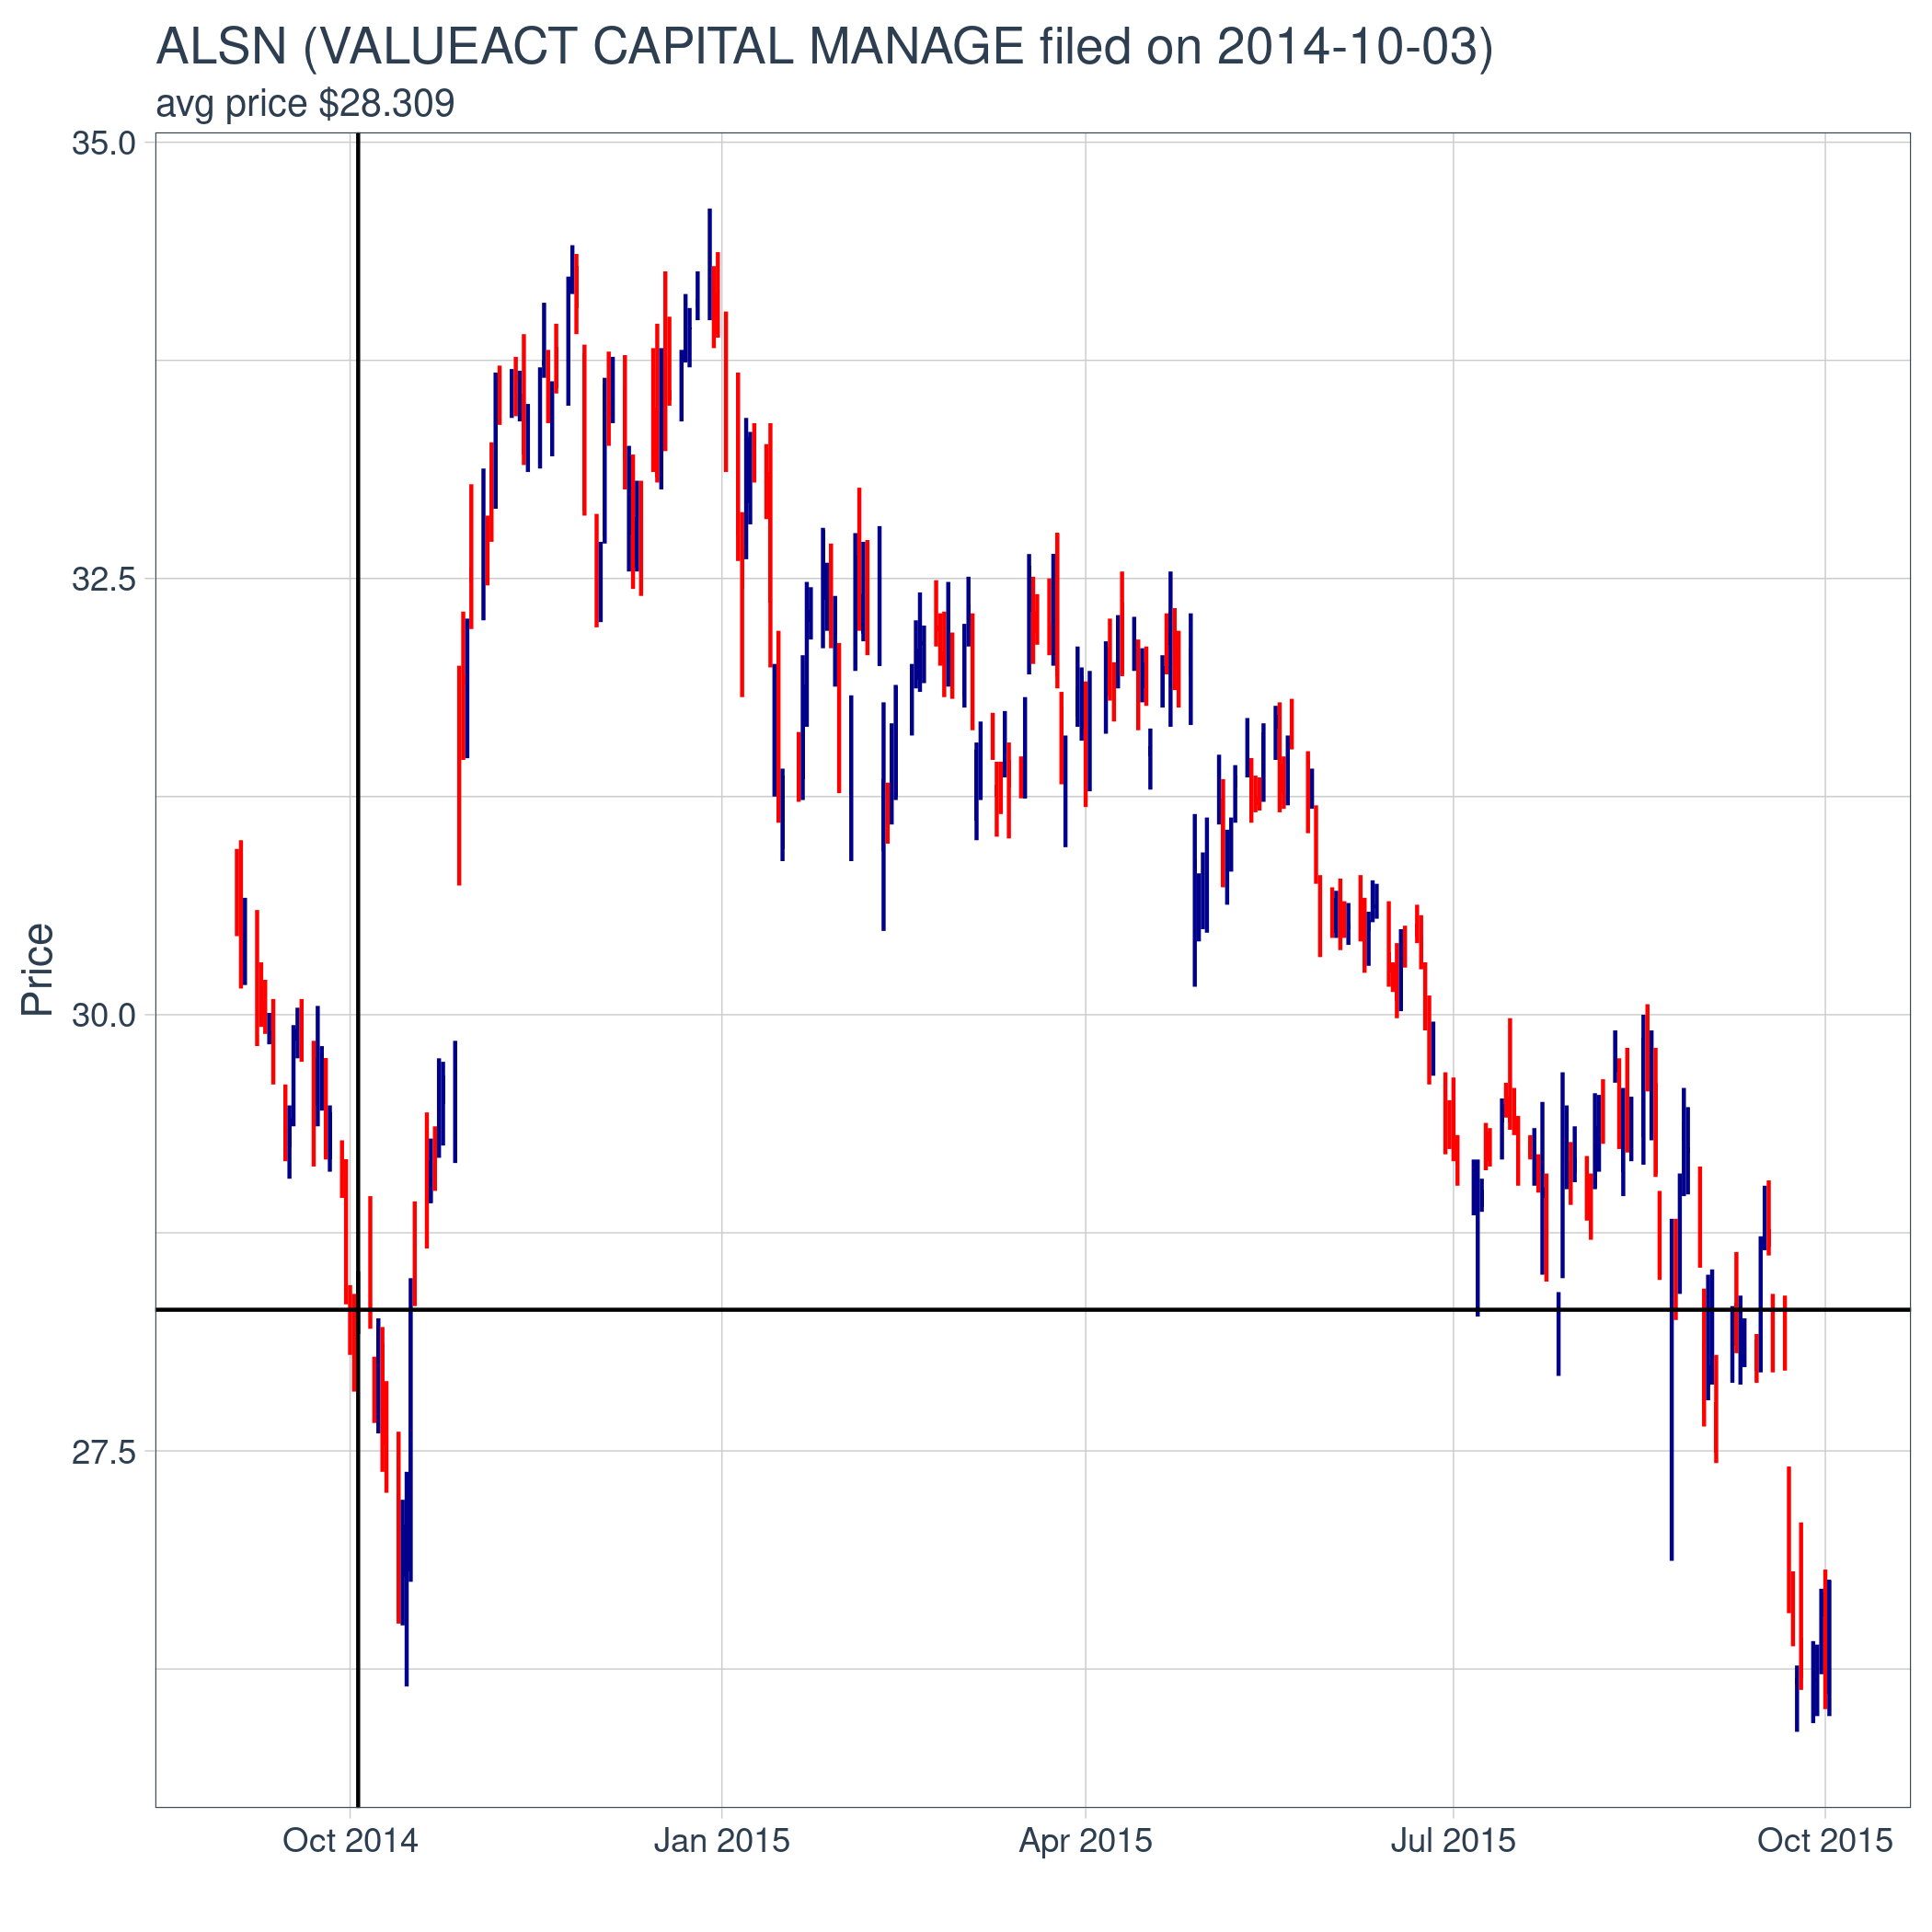 ALSN (VALUEACT CAPITAL MANAGE filed on 2014-10-03)
avg price $28.309
35.0
32.5
30.0
27.5
Price
Oct 2014
Jan 2015
Apr 2015
Jul 2015
Oct 2015